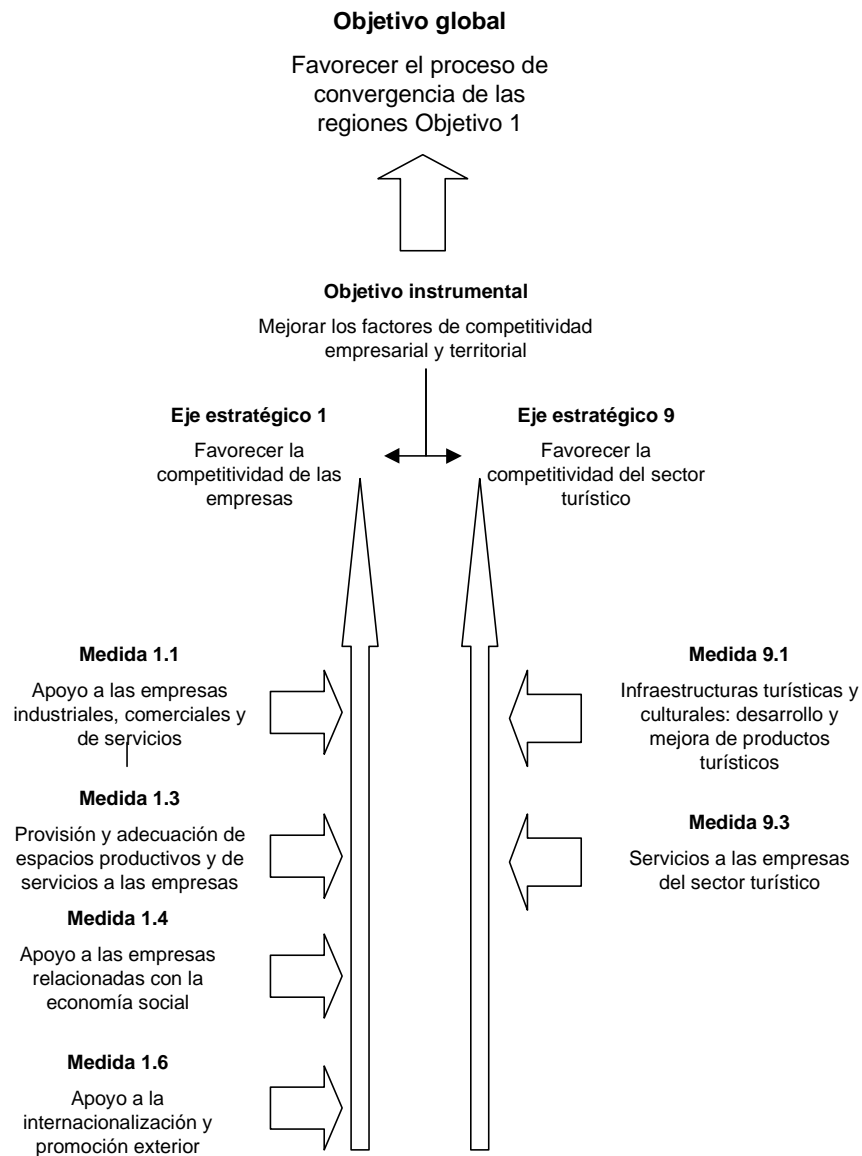 Objetivo global
Favorecer el proceso de
convergencia de las
regiones Objetivo 1
Objetivo instrumental
Mejorar los factores de competitividad
empresarial y territorial
Eje estratégico 1
Favorecer la
competitividad de las
empresas
Eje estratégico 9
Favorecer la
competitividad del sector
turístico
Medida 1.1
Apoyo a las empresas
industriales, comerciales y
de servicios
Medida 1.3
Provisión y adecuación de
espacios productivos y de
servicios a las empresas
Medida 1.4
Apoyo a las empresas
relacionadas con la
economía social
Medida 1.6
Apoyo a la
internacionalización y
promoción exterior
Medida 9.1
Infraestructuras turísticas y
culturales: desarrollo y
mejora de productos
turísticos
Medida 9.3
Servicios a las empresas
del sector turístico